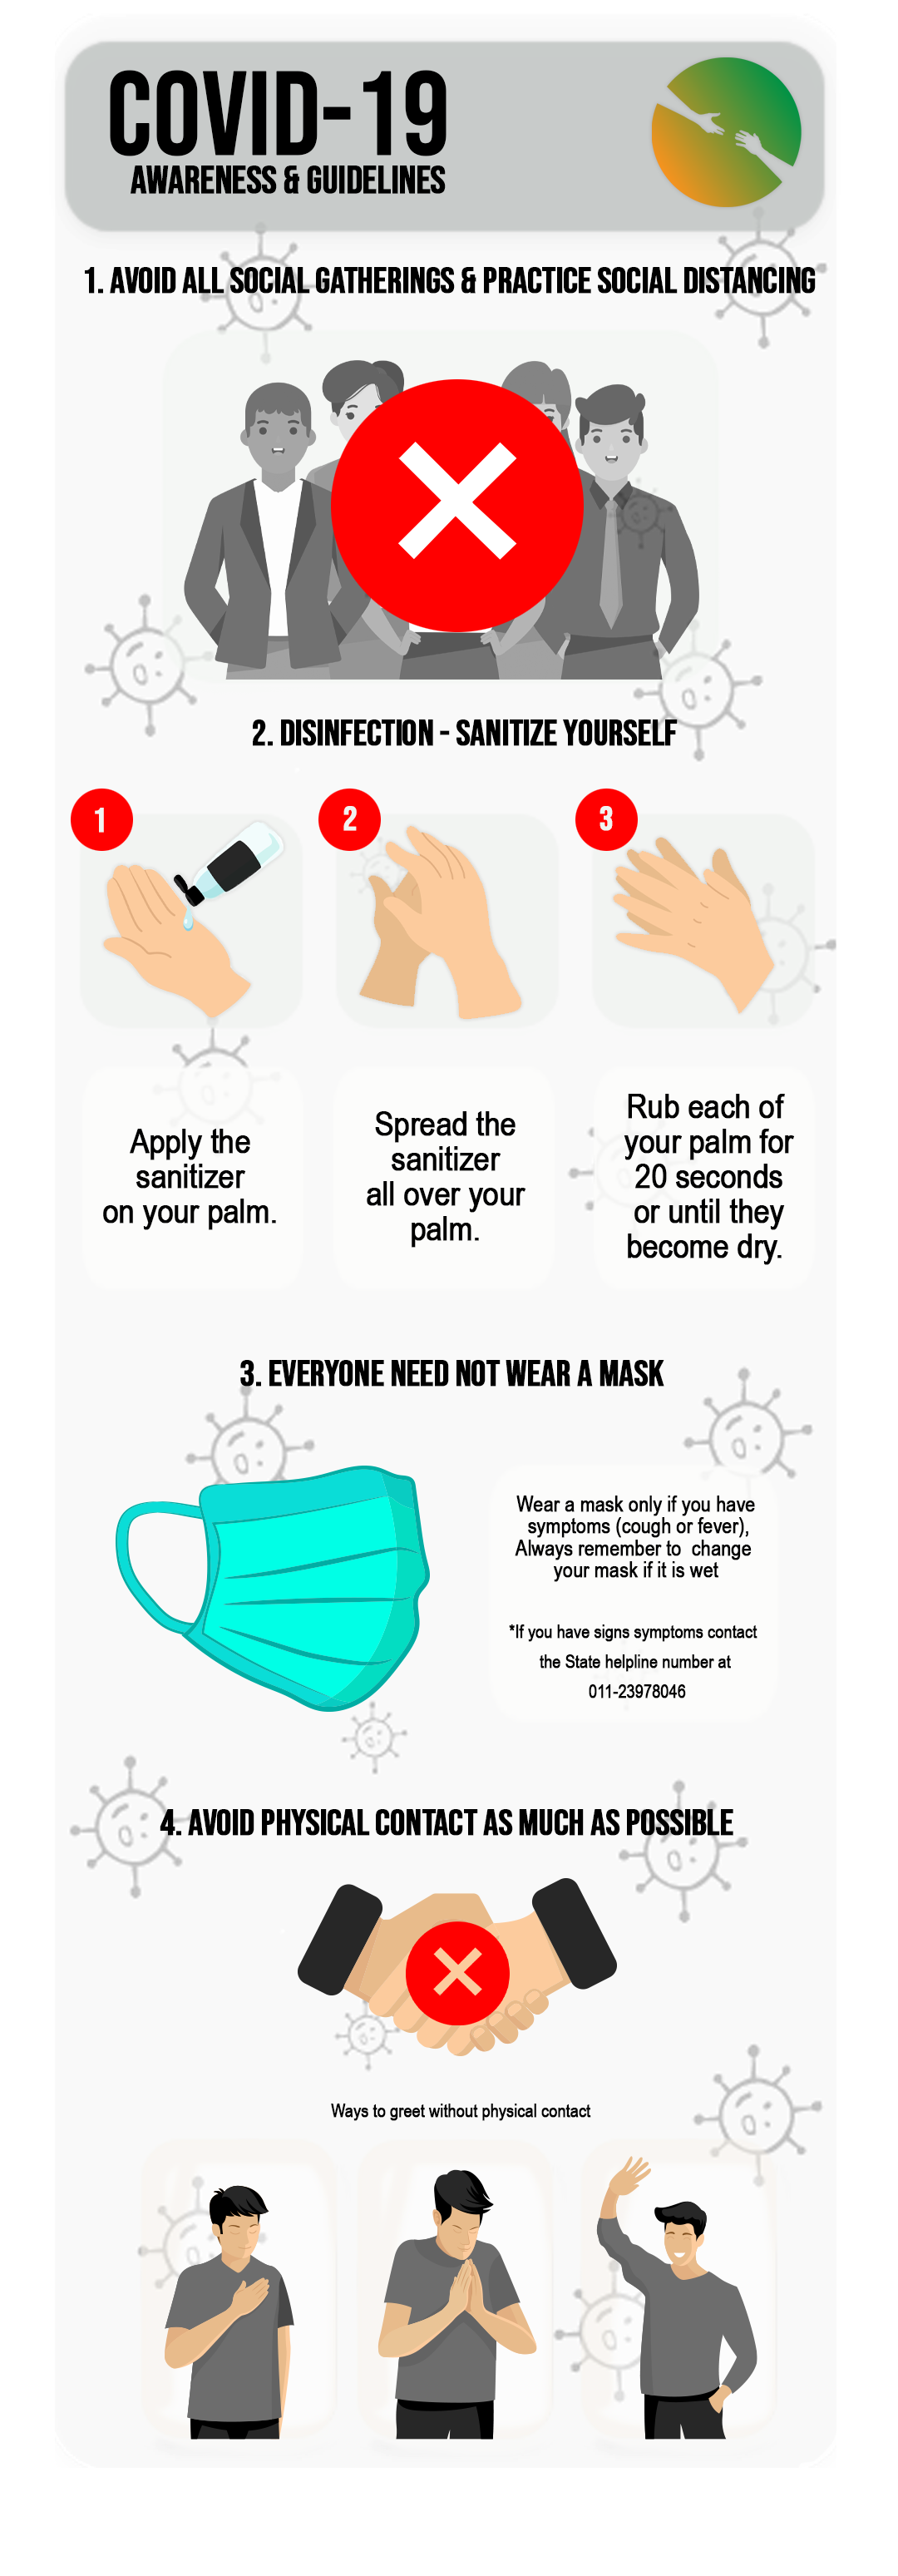 COVID-19
AWARENESS & GUIDELINES
1. AVOID ALL SOCIAL GATHERINGS & PRACTICE SOCIAL DISTANCING
2. DISINFECTION - SANITIZE YOURSELF
1
2
3
Apply the
sanitizer
on your palm.
Spread the
sanitizer
all over your
palm.
Rub each of
your palm for
20 seconds
or until they
become dry.
3. EVERYONE NEED NOT WEAR A MASK
Wear a mask only if you have
symptoms (cough or fever),
Always remember to change
your mask if it is wet
*If you have signs symptoms contact
the State helpline number at
011-23978046
4. AVOID PHYSICAL CONTACT AS MUCH AS POSSIBLE
Ways to greet without physical contact